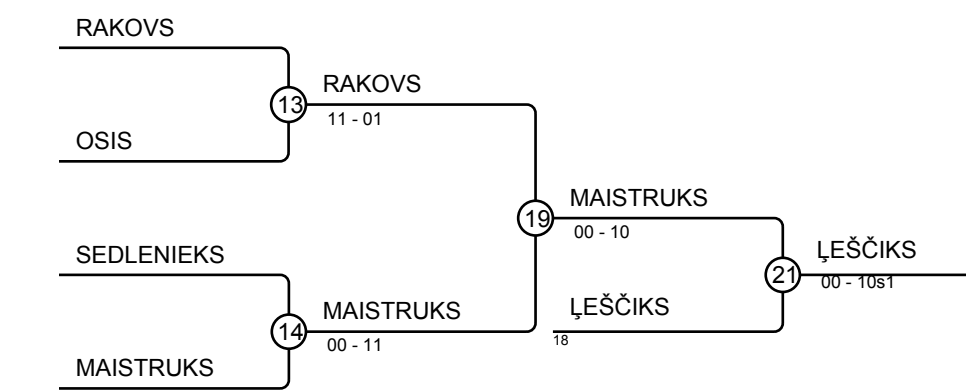 RAKOVS
13
RAKOVS
11 - 01
OSIS
19
MAISTRUKS
00 - 10
SEDLENIEKS
21
ĻEŠČIKS
00 - 10s1
14
MAISTRUKS
00 - 11
ĻEŠČIKS
18
MAISTRUKS